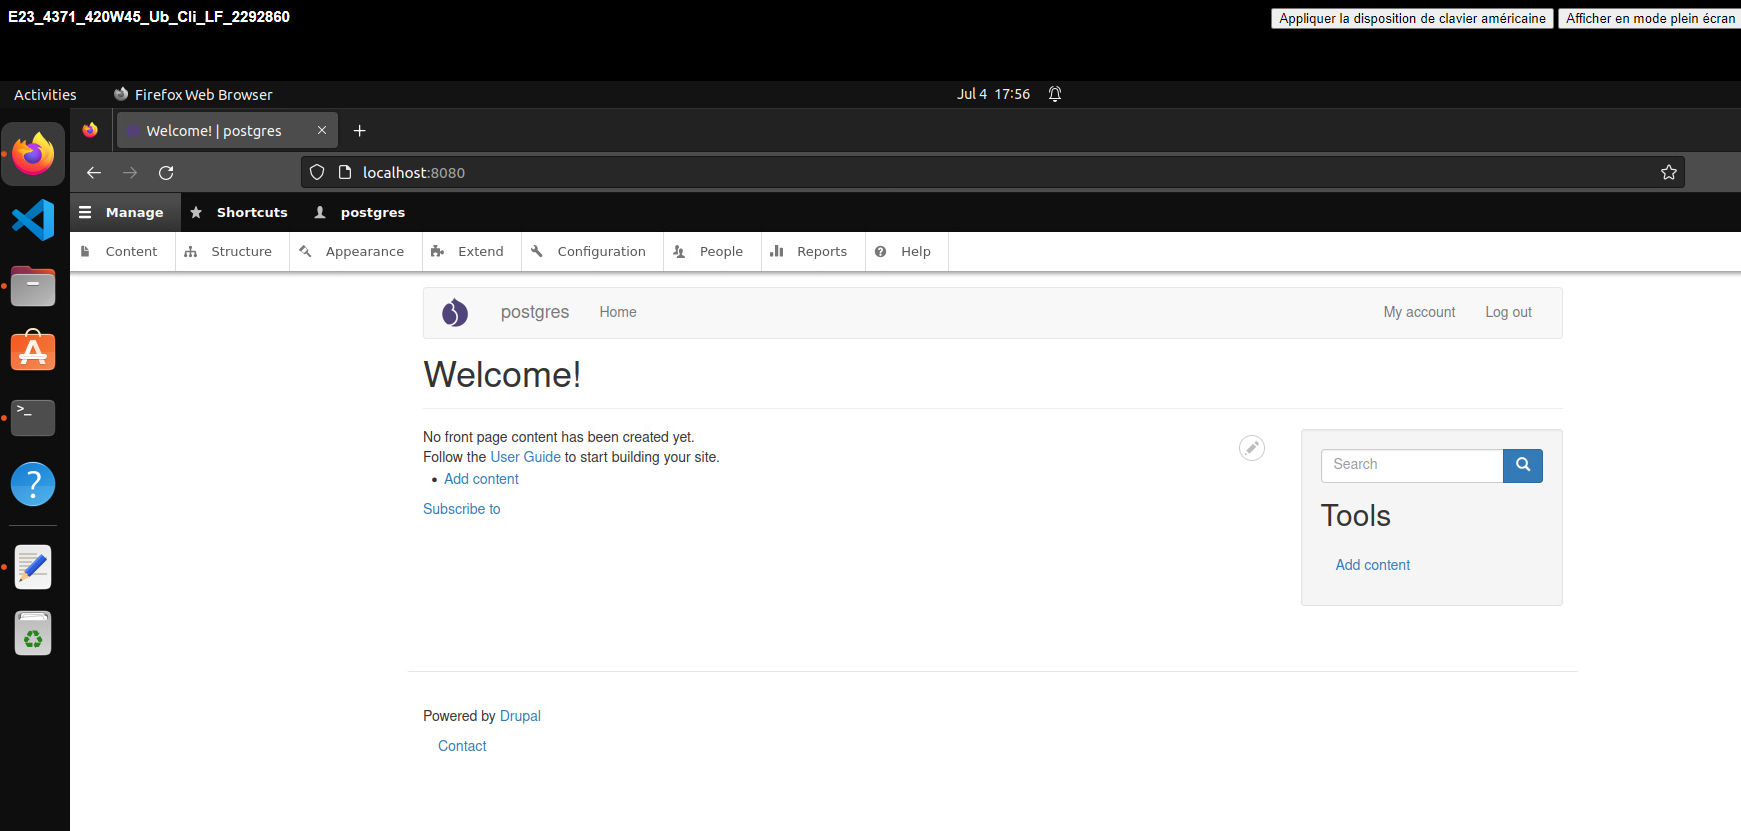 E23_4371_420W45_Ub_Cli_LF_2292860
Appliquer la disposition de clavier américaine Afficher en mode plein écran
Activities Firefox Web Browser Jul 4 17:56
Welcome! | postgres
localhost:8080
Manage Shortcuts postgres
Content Structure Appearance Extend Configuration People Reports Help
postgres Home My account Log out
Welcome!
No front page content has been created yet.
Follow the User Guide to start building your site.
Add content
Subscribe to
Search
Tools
Add content
Powered by Drupal
Contact